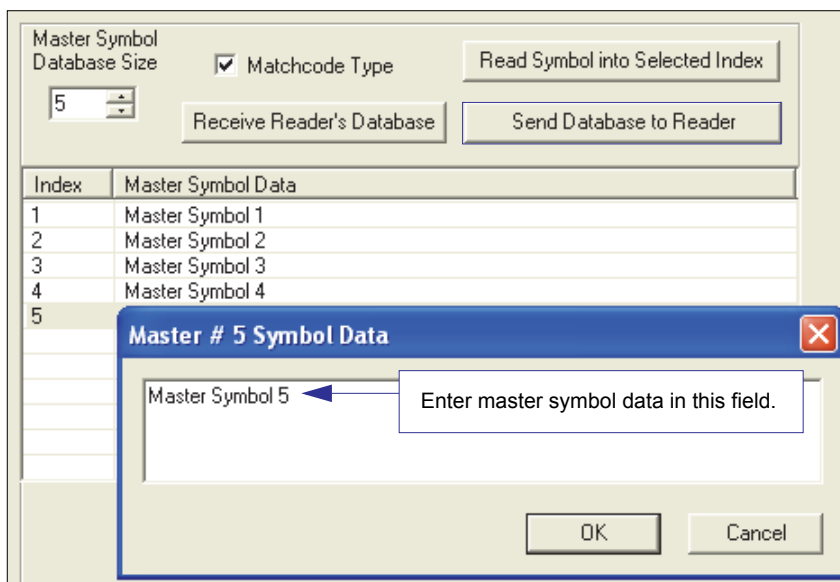 Master Symbol
Database Size
Matchcode Type
Read Symbol into Selected Index
5
Receive Reader's Database
Send Database to Reader
Index Master Symbol Data
1 Master Symbol 1
2 Master Symbol 2
3 Master Symbol 3
4 Master Symbol 4
5
Master # 5 Symbol Data
Master Symbol 5
Enter master symbol data in this field.
OK Cancel